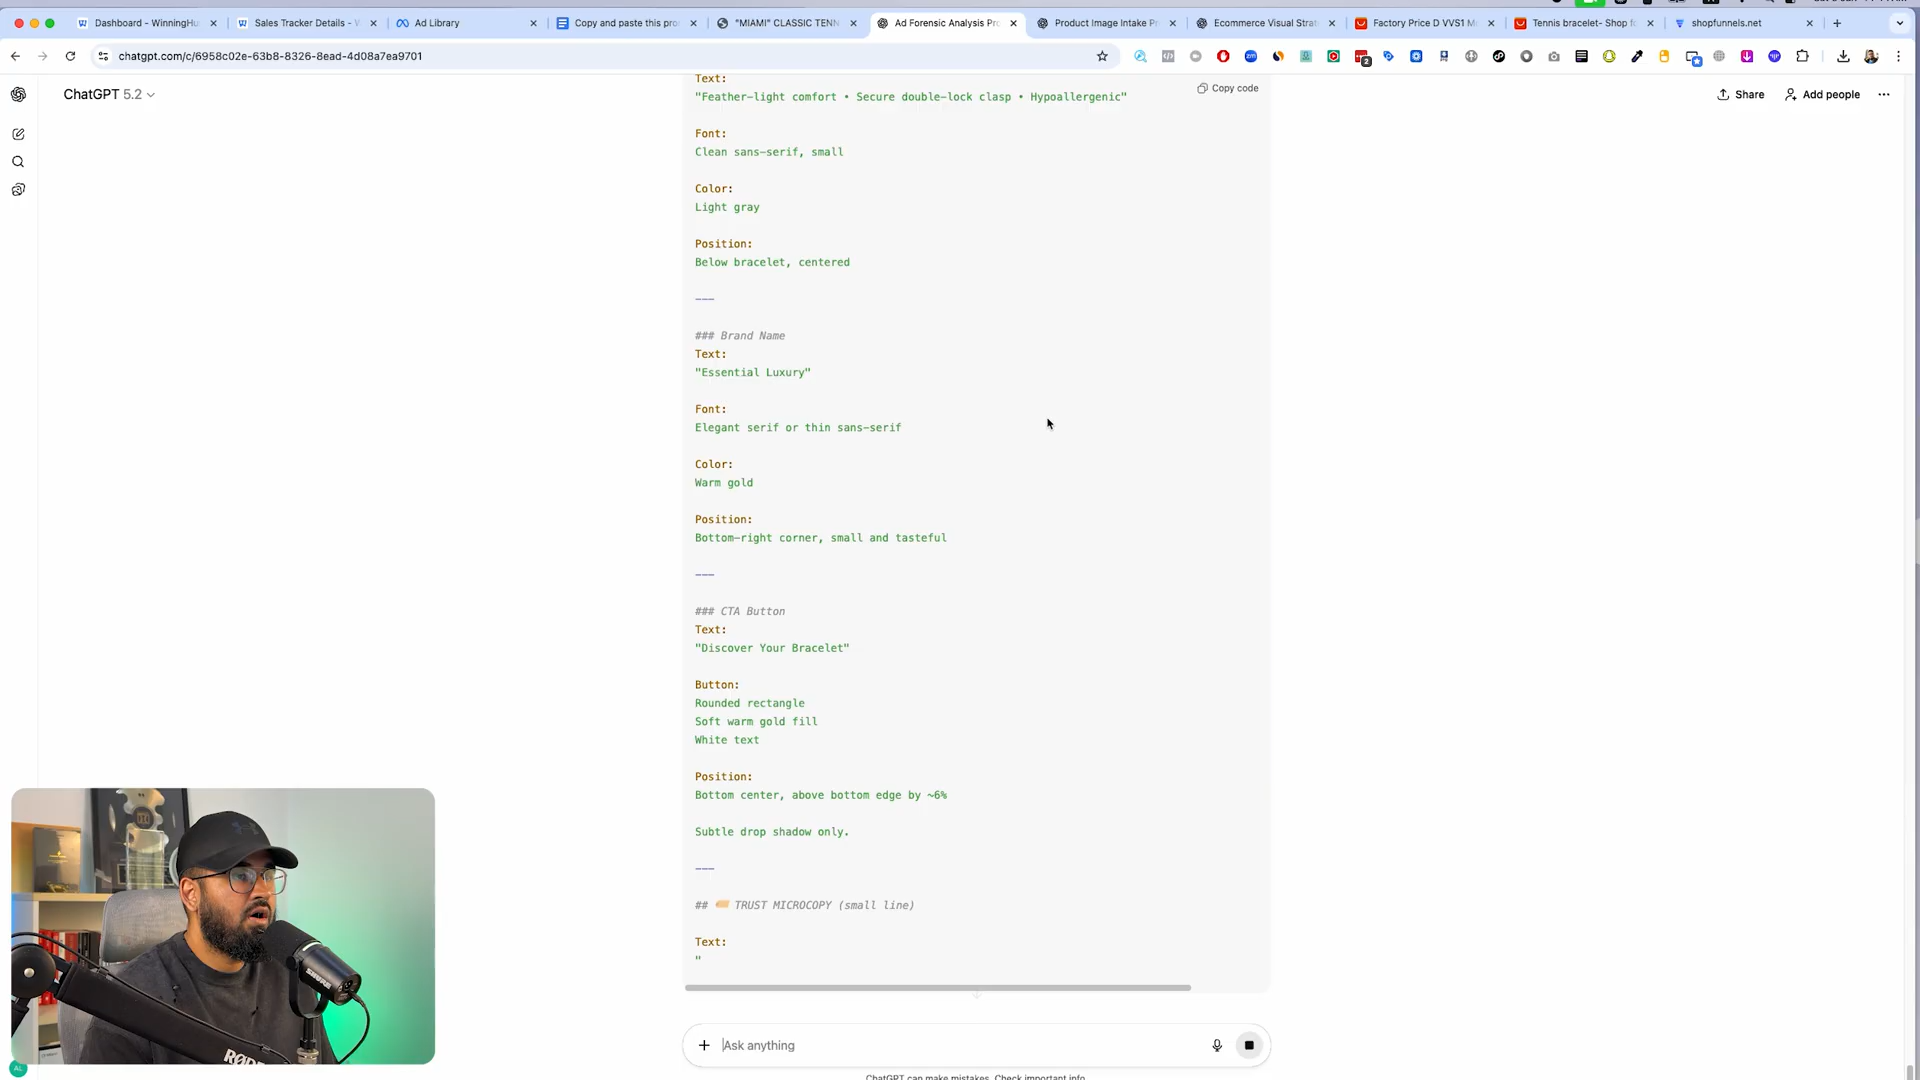 Dashboard - WinningHu
Sales Tracker Details - W
Ad Library
Copy and paste this pro
"MIAMI" CLASSIC TENN
Ad Forensic Analysis Pr
Product Image Intake P
Ecommerce Visual Strat
Factory Price D VVS1 M
Tennis bracelet- Shop f
shopfunnels.net
chatgpt.com/c/6958c02e-63b8-8326-8ead-4d08a7ea9701
2
ChatGPT 5.2
Share
Add people
Copy code
Text:
"Feather-light comfort • Secure double-lock clasp • Hypoallergenic"
Font:
Clean sans-serif, small
Color:
Light gray
Position:
Below bracelet, centered
---
### Brand Name
Text:
"Essential Luxury"
Font:
Elegant serif or thin sans-serif
Color:
Warm gold
Position:
Bottom-right corner, small and tasteful
---
### CTA Button
Text:
"Discover Your Bracelet"
Button:
Rounded rectangle
Soft warm gold fill
White text
Position:
Bottom center, above bottom edge by ~6%
Subtle drop shadow only.
---
## TRUST MICROCOPY (small line)
Text:
"
Ask anything
ChatGPT can make mistakes. Check important info.
AL
RØDE
SHURE